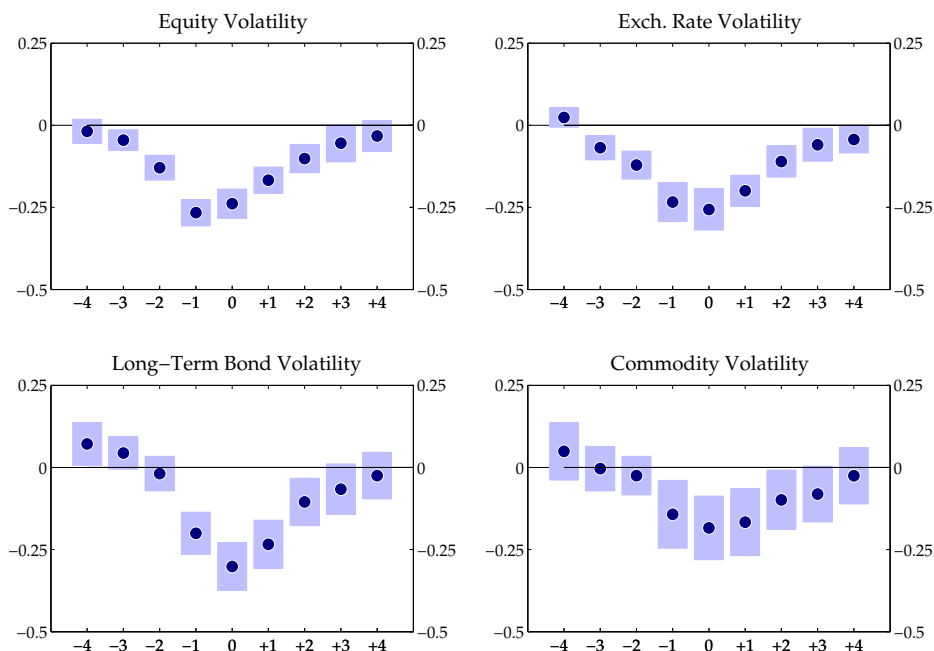 Equity Volatility
0.25 0.25
0 0
−0.25 −0.25
−0.5 −0.5
−4 −3 −2 −1 0 +1 +2 +3 +4
Exch. Rate Volatility
0.25 0.25
0 0
−0.25 −0.25
−0.5 −0.5
−4 −3 −2 −1 0 +1 +2 +3 +4
Long−Term Bond Volatility
0.25 0.25
0 0
−0.25 −0.25
−0.5 −0.5
−4 −3 −2 −1 0 +1 +2 +3 +4
Commodity Volatility
0.25 0.25
0 0
−0.25 −0.25
−0.5 −0.5
−4 −3 −2 −1 0 +1 +2 +3 +4